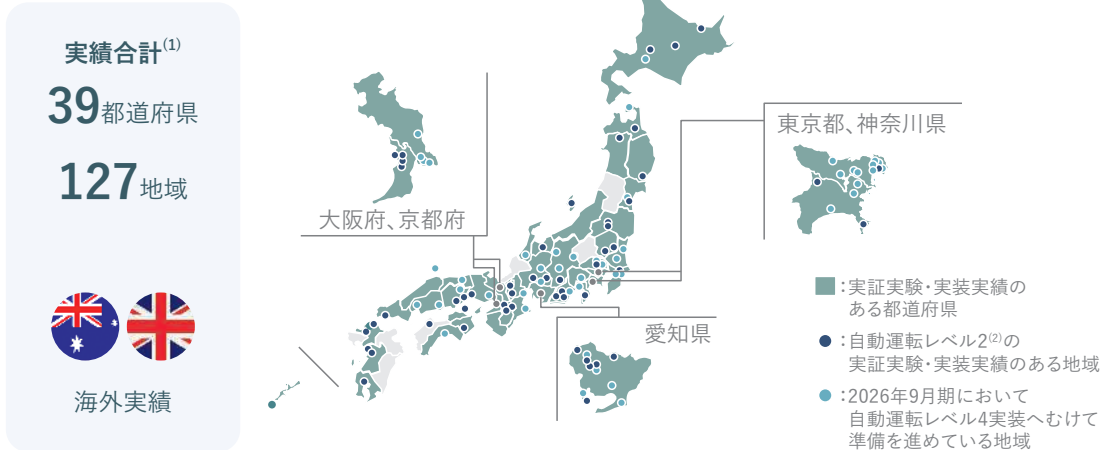 実績合計(1)
39都道府県
127地域
海外実績
大阪府、京都府
東京都、神奈川県
愛知県
：実証実験・実装実績の
ある都道府県
：自動運転レベル2(2)の
実証実験・実装実績のある地域
：2026年9月期において
自動運転レベル4実装へむけて
準備を進めている地域